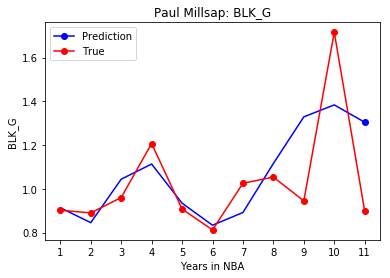 Paul Millsap: BLK_G
Prediction
True
BLK_G
1.6
1.4
1.2
1.0
0.8
1 2 3 4 5 6 7 8 9 10 11
Years in NBA